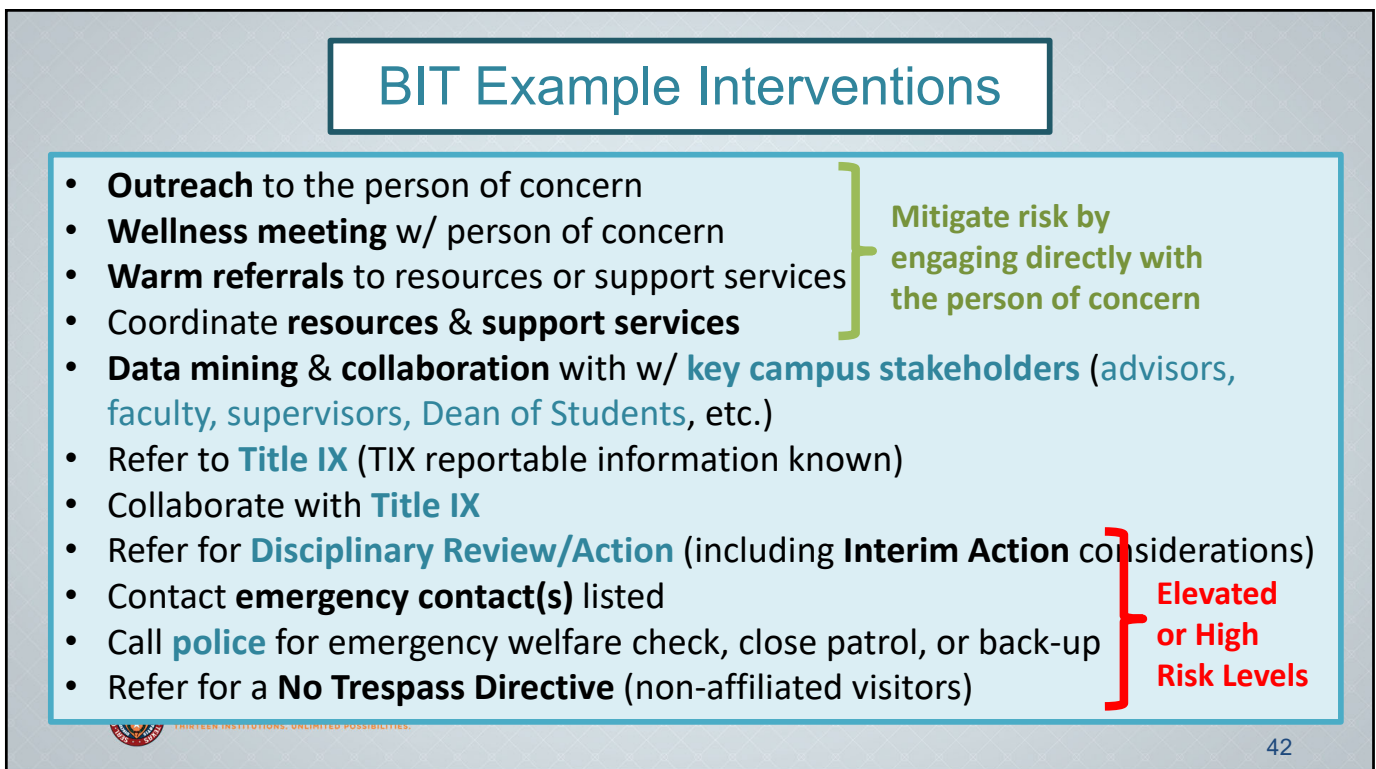 BIT Example Interventions
• Outreach to the person of concern
• Wellness meeting w/ person of concern
• Warm referrals to resources or support services
• Coordinate resources & support services
Mitigate risk by
engaging directly with
the person of concern
• Data mining & collaboration with w/ key campus stakeholders (advisors,
faculty, supervisors, Dean of Students, etc.)
• Refer to Title IX (TIX reportable information known)
• Collaborate with Title IX
• Refer for Disciplinary Review/Action (including Interim Action considerations)
• Contact emergency contact(s) listed
• Call police for emergency welfare check, close patrol, or back-up
• Refer for a No Trespass Directive (non-affiliated visitors)
Elevated
or High
Risk Levels
THIRTEEN INSTITUTIONS. UNLIMITED POSSIBILITIES.
42